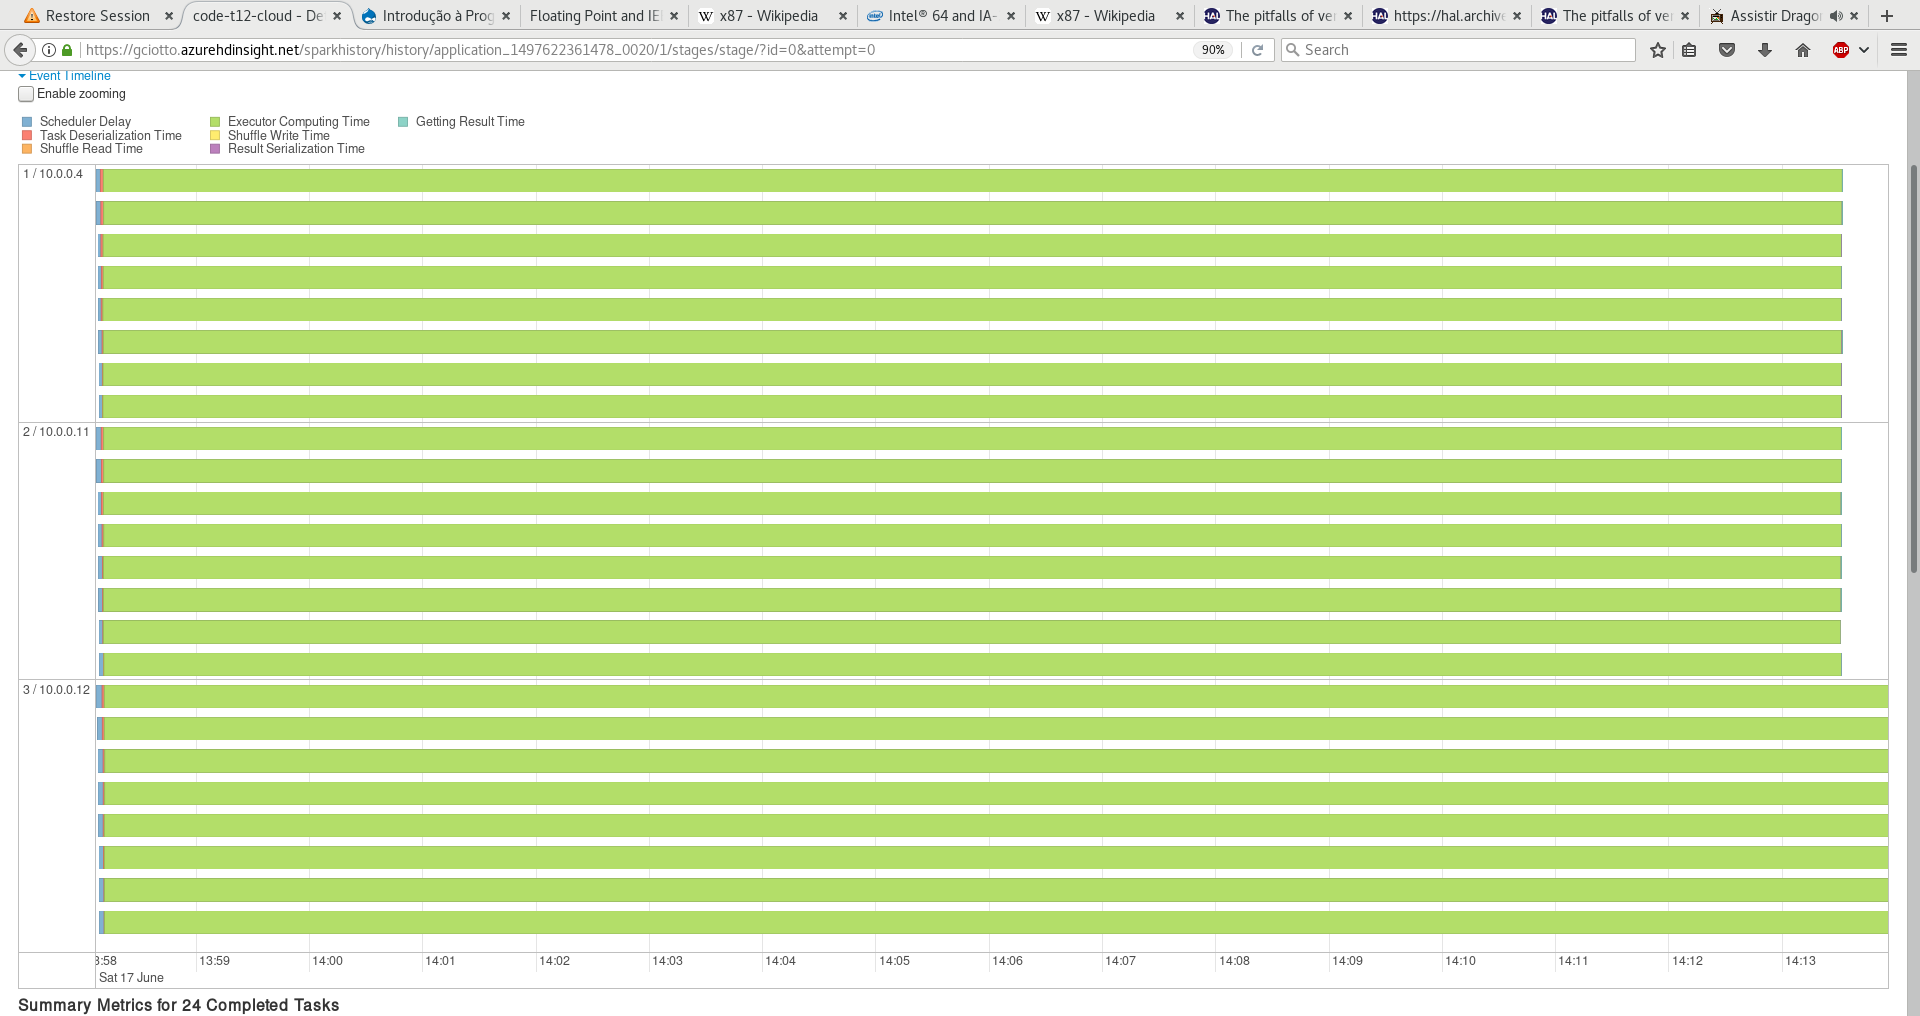 Restore Session
code-t12-cloud - De
Introdução à Prog
Floating Point and IE
x87 - Wikipedia
Intel® 64 and IA-
x87 - Wikipedia
The pitfalls of ve
https://hal.archive
The pitfalls of ve
Assistir Drago
https://gciotto.azurehdinsight.net/sparkhistory/history/application_1497622361478_0020/1/stages/stage/?id=0&attempt=0
90%
Search
ABP
Event Timeline
Enable zooming
Scheduler Delay
Task Deserialization Time
Shuffle Read Time
Executor Computing Time
Shuffle Write Time
Result Serialization Time
Getting Result Time
1 / 10.0.0.4
2 / 10.0.0.11
3 / 10.0.0.12
3:58 13:59 14:00 14:01 14:02 14:03 14:04 14:05 14:06 14:07 14:08 14:09 14:10 14:11 14:12 14:13
Sat 17 June
Summary Metrics for 24 Completed Tasks